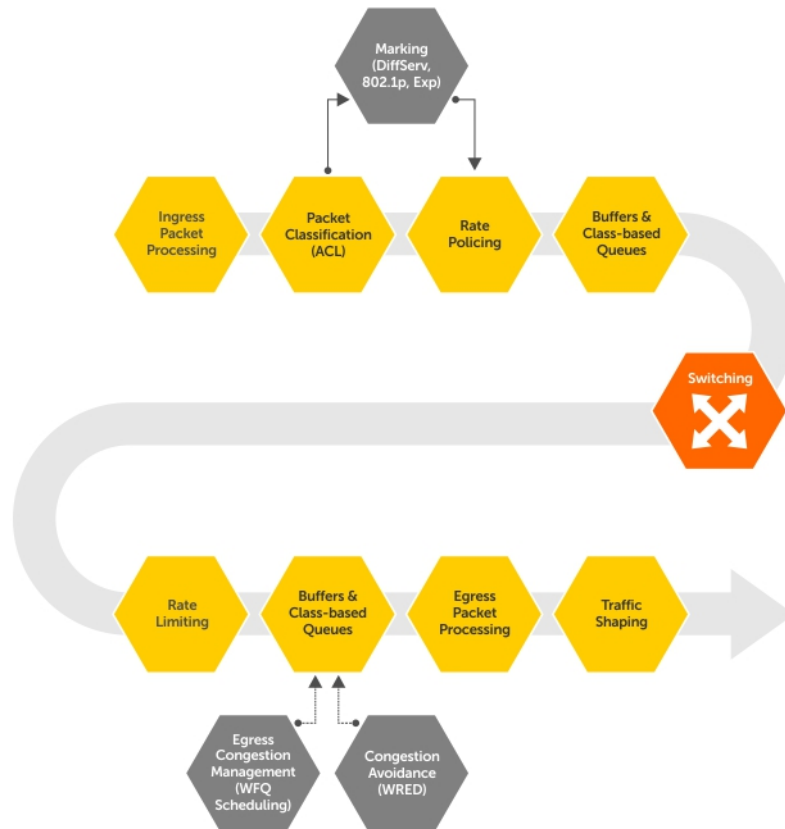 Marking
(DiffServ,
802.1p, Exp)
Ingress
Packet
Processing
Packet
Classification
(ACL)
Rate
Policing
Buffers &
Class-based
Queues
Switching
Rate
Limiting
Buffers &
Class-based
Queues
Egress
Packet
Processing
Traffic
Shaping
Egress
Congestion
Management
(WFQ
Scheduling)
Congestion
Avoidance
(WRED)